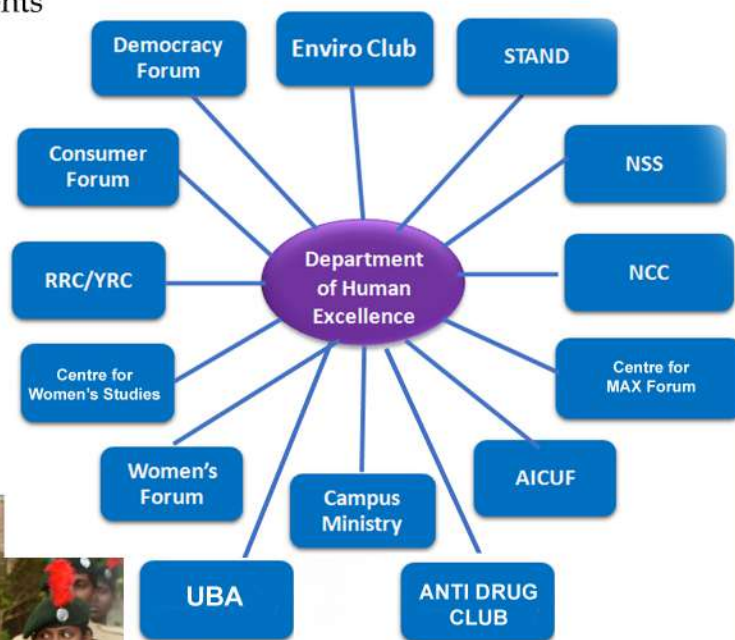 Democracy
Forum
Enviro Club
STAND
Consumer
Forum
NSS
Department
of Human
Excellence
RRC/YRC
NCC
Centre for
Women's Studies
Centre for
MAX Forum
Women's
Forum
Campus
Ministry
AICUF
UBA
ANTI DRUG
CLUB